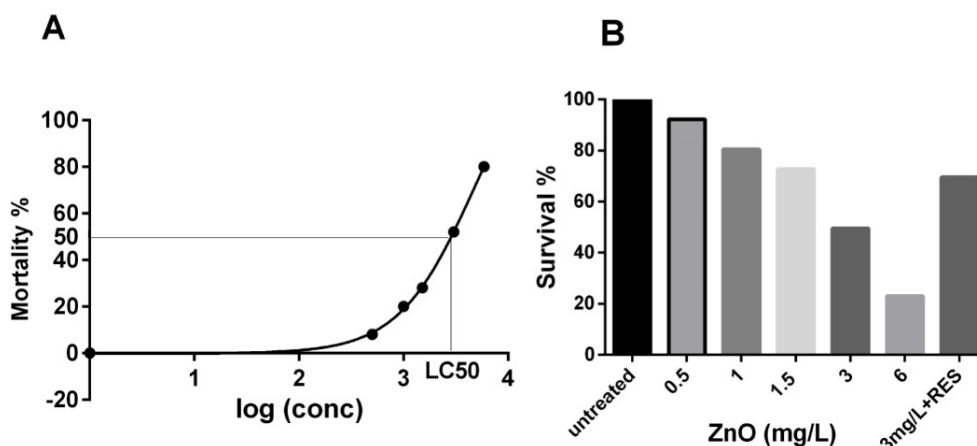 A
Mortality %
100
80
60
50
40
20
0
-20
1
2
3
4
LC50
log (conc)
B
Survival %
100
80
60
40
20
0
untreated
0.5
1
1.5
3
6
3mg/L+RES
ZnO (mg/L)